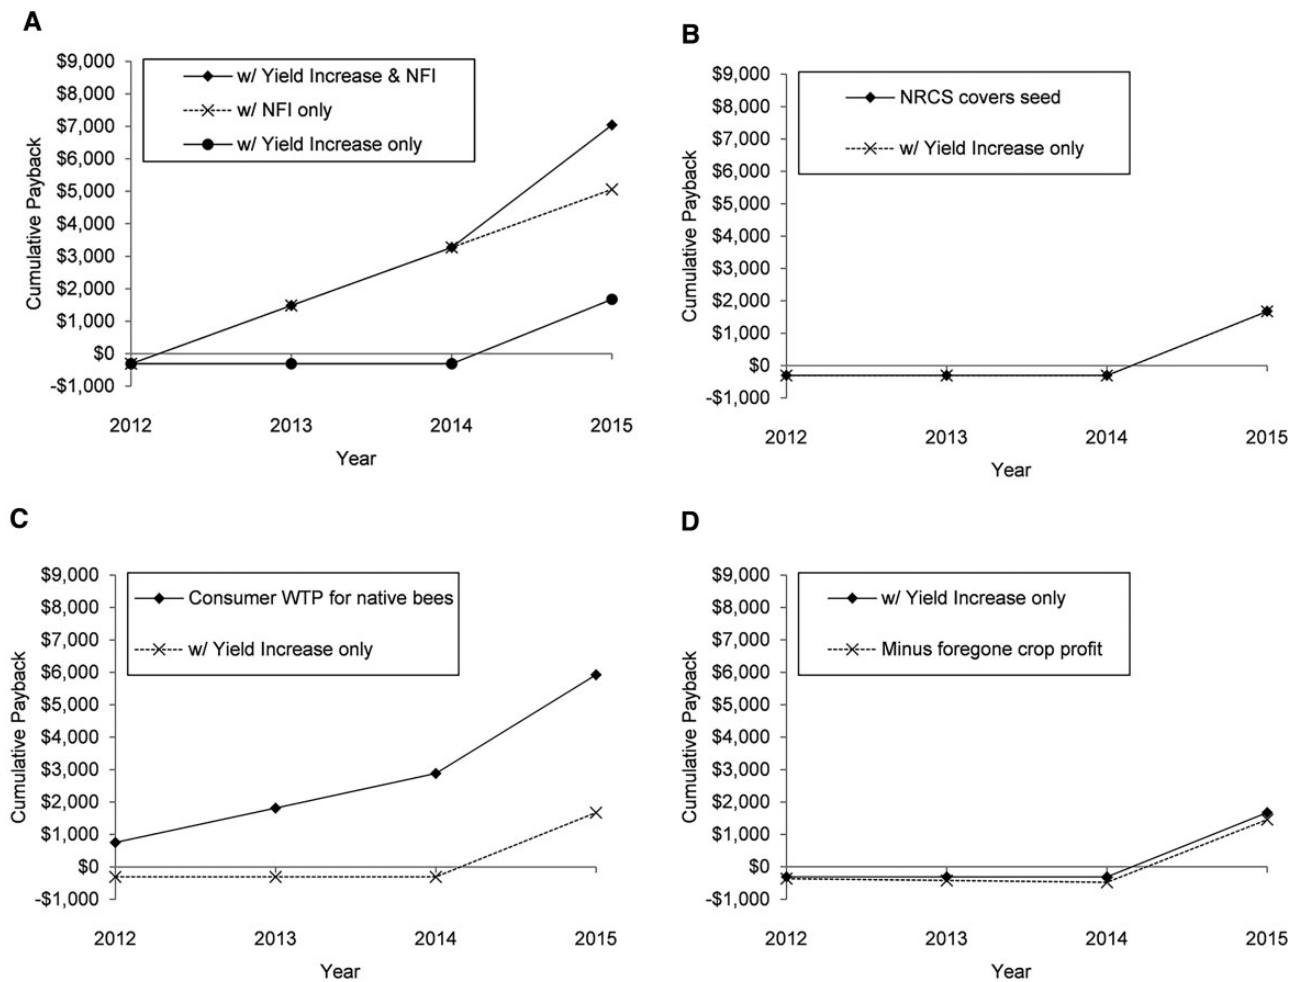 A
$9,000
$8,000
$7,000
$6,000
$5,000
$4,000
$3,000
$2,000
$1,000
$0
-$1,000
Cumulative Payback
w/ Yield Increase & NFI
w/ NFI only
w/ Yield Increase only
2012 2013 2014 2015
Year
B
$9,000
$8,000
$7,000
$6,000
$5,000
$4,000
$3,000
$2,000
$1,000
$0
-$1,000
Cumulative Payback
NRCS covers seed
w/ Yield Increase only
2012 2013 2014 2015
Year
C
$9,000
$8,000
$7,000
$6,000
$5,000
$4,000
$3,000
$2,000
$1,000
$0
-$1,000
Cumulative Payback
Consumer WTP for native bees
w/ Yield Increase only
2012 2013 2014 2015
Year
D
$9,000
$8,000
$7,000
$6,000
$5,000
$4,000
$3,000
$2,000
$1,000
$0
-$1,000
Cumulative Payback
w/ Yield Increase only
Minus foregone crop profit
2012 2013 2014 2015
Year